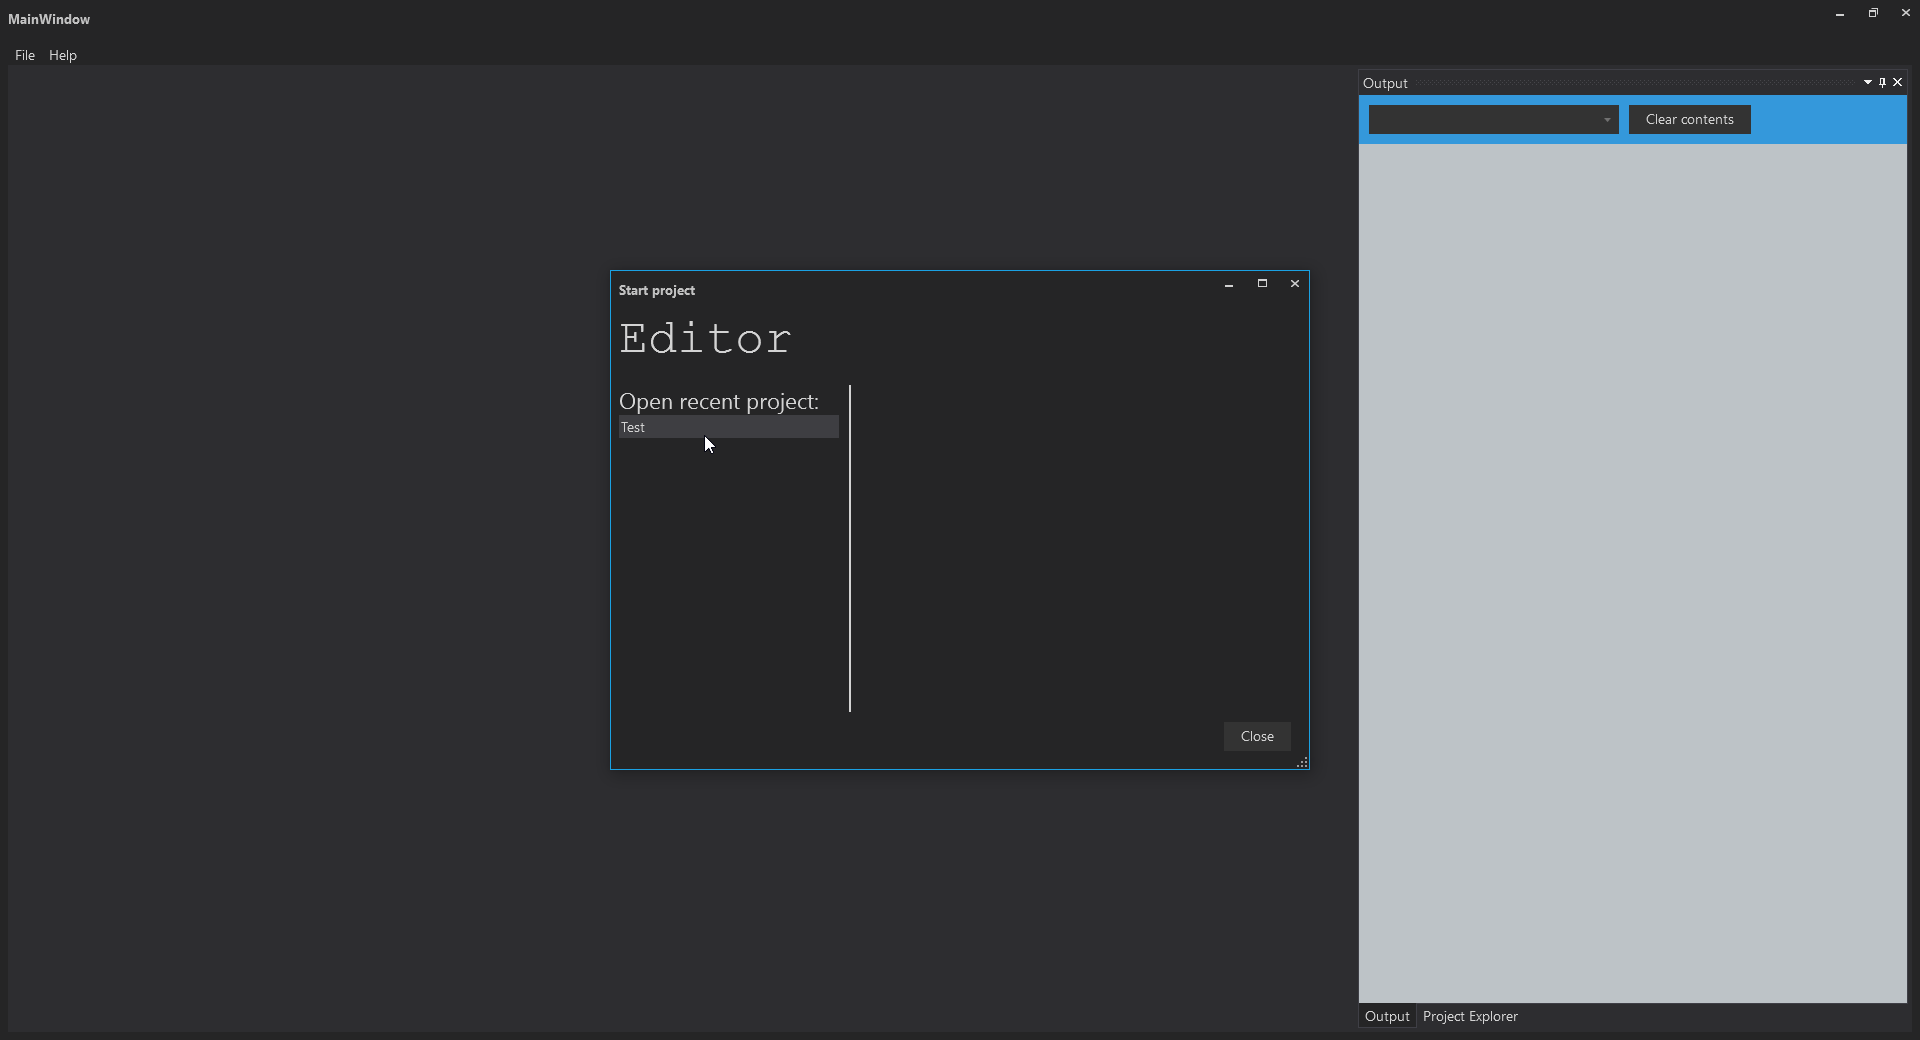 MainWindow
File Help
Output
Clear contents
Start project
Editor
Open recent project:
Test
Close
Output Project Explorer